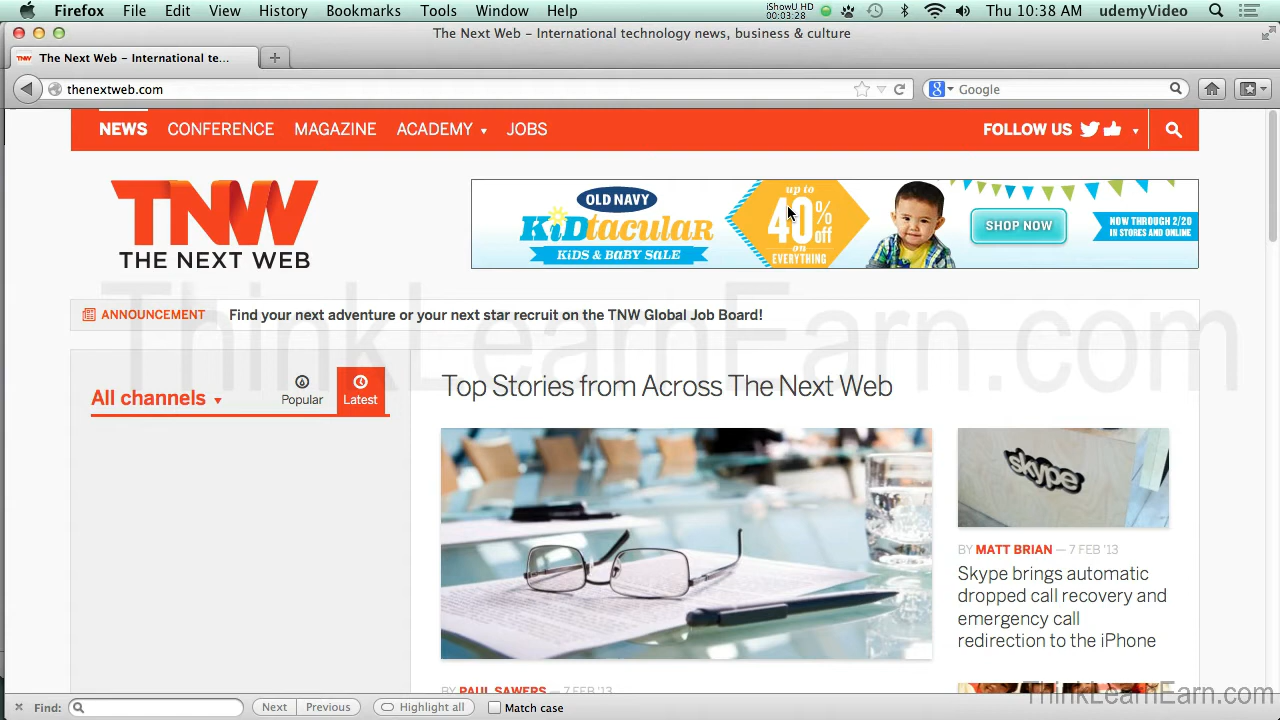 Firefox File Edit View History Bookmarks Tools Window Help iShowU HD 00:03:28 Thu 10:38 AM udemyVideo
The Next Web – International technology news, business & culture
TNW The Next Web – International te... +
thenextweb.com
8 Google
NEWS CONFERENCE MAGAZINE ACADEMY JOBS FOLLOW US
TNW
THE NEXT WEB
OLD NAVY
KiDtacular
KiDS & BABY SALE
up to
40% off
on
EVERYTHING
SHOP NOW
NOW THROUGH 2/20
IN STORES AND ONLINE
ANNOUNCEMENT Find your next adventure or your next star recruit on the TNW Global Job Board!
ThinkLearnEarn.com
All channels Popular Latest
Top Stories from Across The Next Web
skype
BY MATT BRIAN — 7 FEB '13
Skype brings automatic
dropped call recovery and
emergency call
redirection to the iPhone
BY PAUL SAWERS — 7 FEB '13
ThinkLearnEarn.com
Find: Next Previous Highlight all Match case